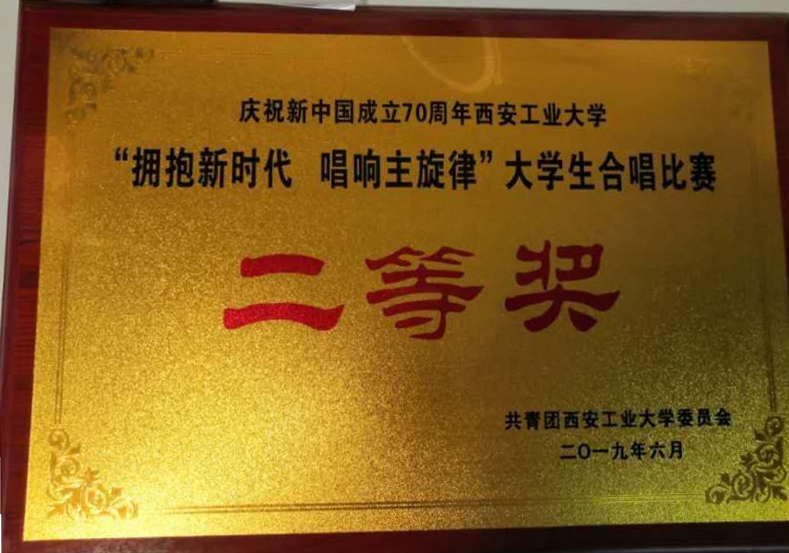 庆祝新中国成立70周年西安工业大学
“拥抱新时代 唱响主旋律”大学生合唱比赛
二等奖
共青团西安工业大学委员会
二〇一九年六月